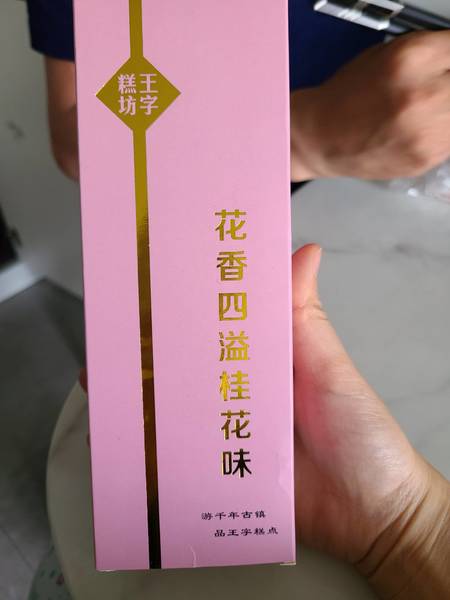 王字
糕坊
花香四溢桂花味
游千年古镇
品王字糕点